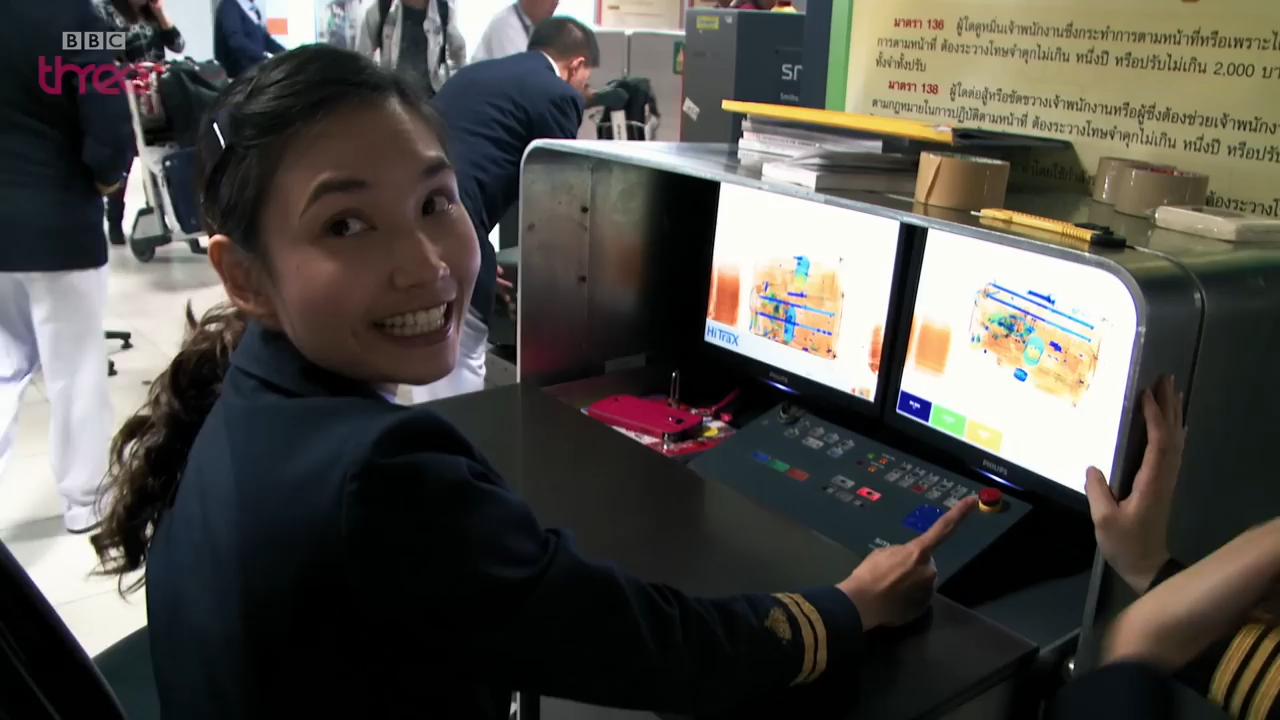 BBC
three
มาตรา 136 ผู้ใดดูหมิ่นเจ้าพนักงานซึ่งกระทำการตามหน้าที่หรือเพราะได้
การตามหน้าที่ ต้องระวางโทษจำคุกไม่เกิน หนึ่งปี หรือปรับไม่เกิน 2,000 บา
ทั้งจำทั้งปรับ
มาตรา 138 ผู้ใดต่อสู้หรือขัดขวางเจ้าพนักงานหรือผู้ซึ่งต้องช่วยเจ้าพนักงา
ตามกฎหมายในการปฏิบัติตามหน้าที่ ต้องระวางโทษจำคุกไม่เกิน หนึ่งปี หรือปรับ
ต้องระวางโ
HiTraX
PHILIPS
PHILIPS